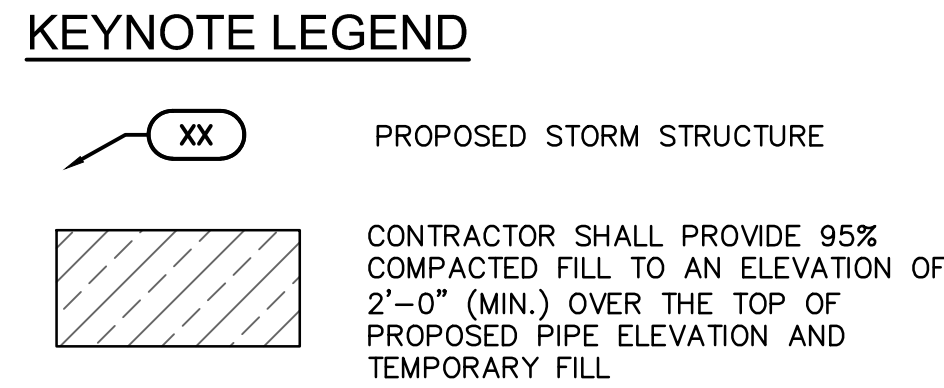 KEYNOTE LEGEND
XX
PROPOSED STORM STRUCTURE
CONTRACTOR SHALL PROVIDE 95%
COMPACTED FILL TO AN ELEVATION OF
2'-0" (MIN.) OVER THE TOP OF
PROPOSED PIPE ELEVATION AND
TEMPORARY FILL